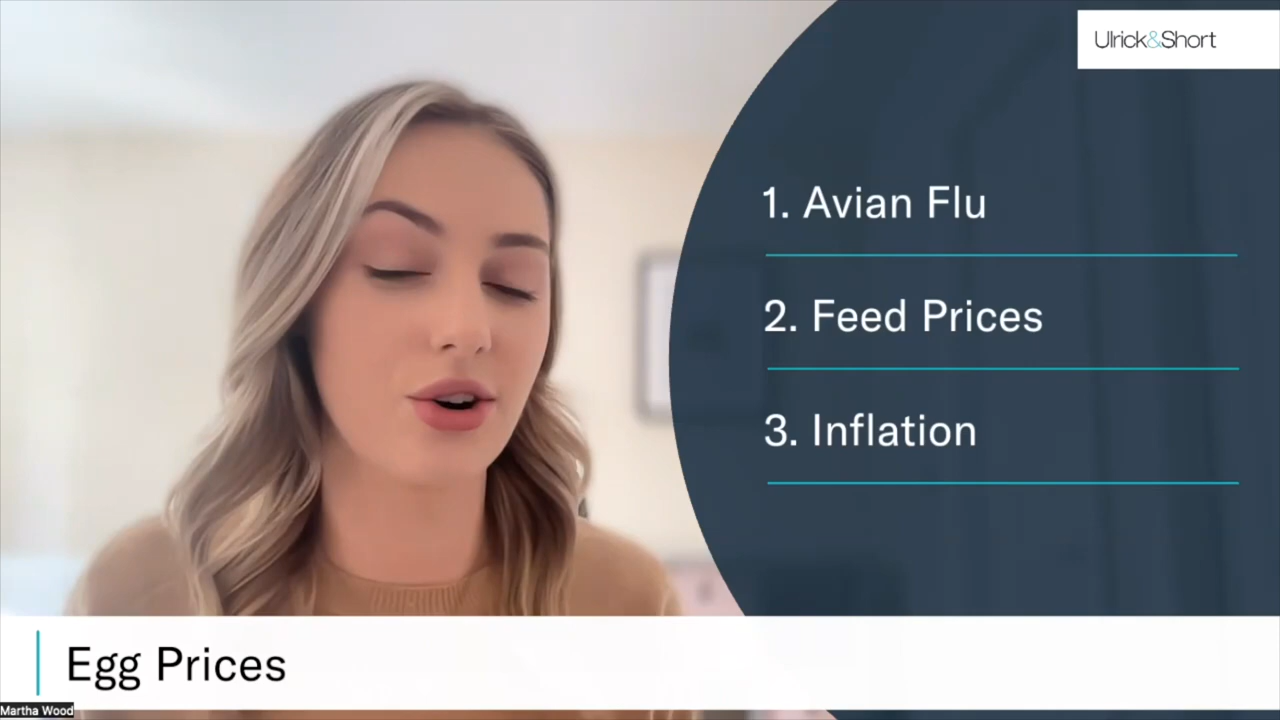 Ulrick&Short
1. Avian Flu
2. Feed Prices
3. Inflation
Egg Prices
Martha Wood